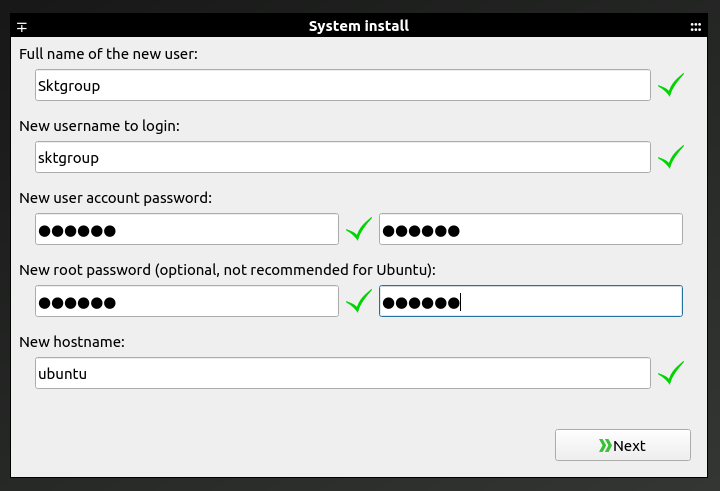 System install
Full name of the new user:
Sktgroup
New username to login:
sktgroup
New user account password:
●●●●●● ●●●●●●
New root password (optional, not recommended for Ubuntu):
●●●●●● ●●●●●●
New hostname:
ubuntu
Next